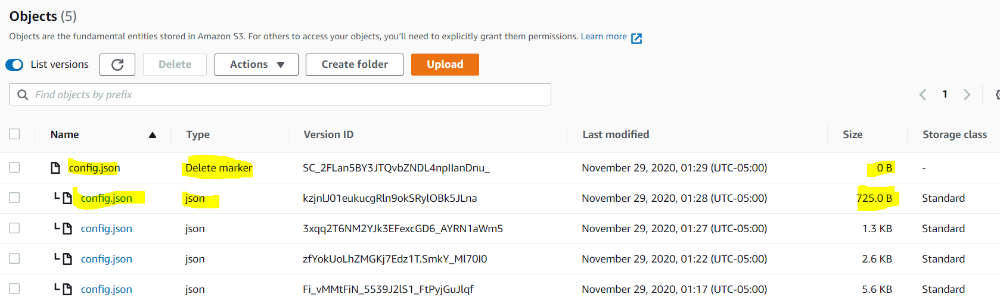 Objects (5)
Objects are the fundamental entities stored in Amazon S3. For others to access your objects, you'll need to explicitly grant them permissions. Learn more
List versions Delete Actions Create folder Upload
Find objects by prefix 1
Name Type Version ID Last modified Size Storage class
config.json Delete marker SC_2FLan5BY3JTQvbZNDL4npIIanDnu_ November 29, 2020, 01:29 (UTC-05:00) 0 B -
config.json json kzjnlJ01eukucgRln9okSRylOBk5JLna November 29, 2020, 01:28 (UTC-05:00) 725.0 B Standard
config.json json 3xqq2T6NM2YJk3EFexcGD6_AYRN1aWm5 November 29, 2020, 01:27 (UTC-05:00) 1.3 KB Standard
config.json json zfYokUoLhZMGKj7Edz1T.SmkY_Ml70I0 November 29, 2020, 01:22 (UTC-05:00) 2.6 KB Standard
config.json json Fi_vMMtFiN_5539J2lS1_FtPyjGuJlqf November 29, 2020, 01:17 (UTC-05:00) 5.6 KB Standard